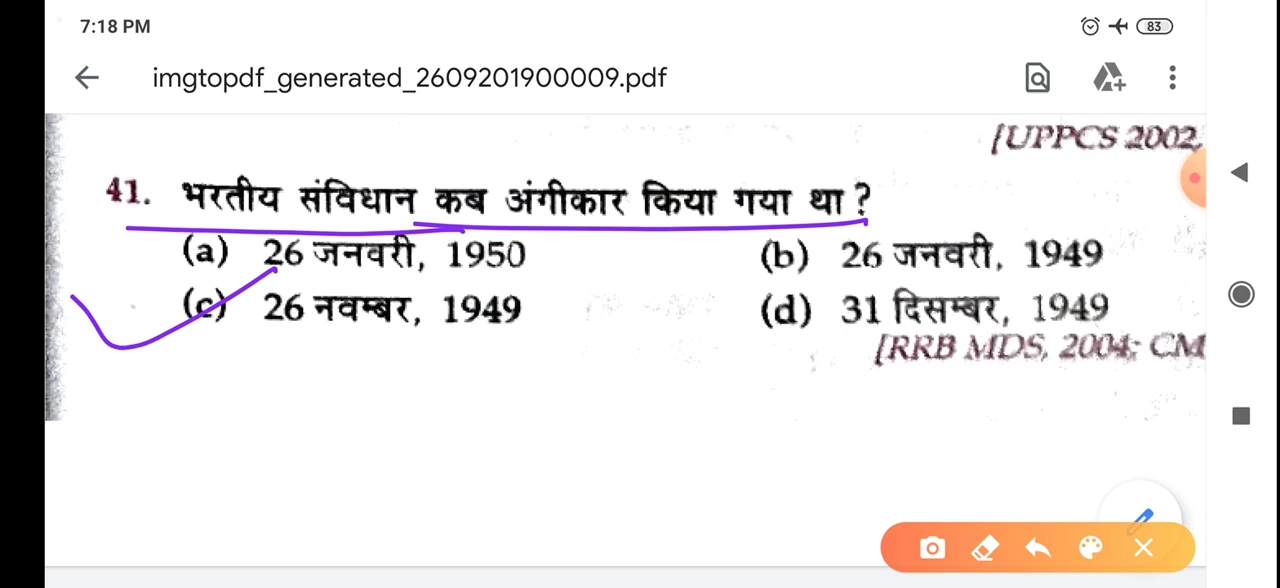 7:18 PM
83
imgtopdf_generated_2609201900009.pdf
[UPPCS 2002,
41. भरतीय संविधान कब अंगीकार किया गया था ?
(a) 26 जनवरी, 1950 (b) 26 जनवरी, 1949
(c) 26 नवम्बर, 1949 (d) 31 दिसम्बर, 1949
[RRB MDS, 2004; CM